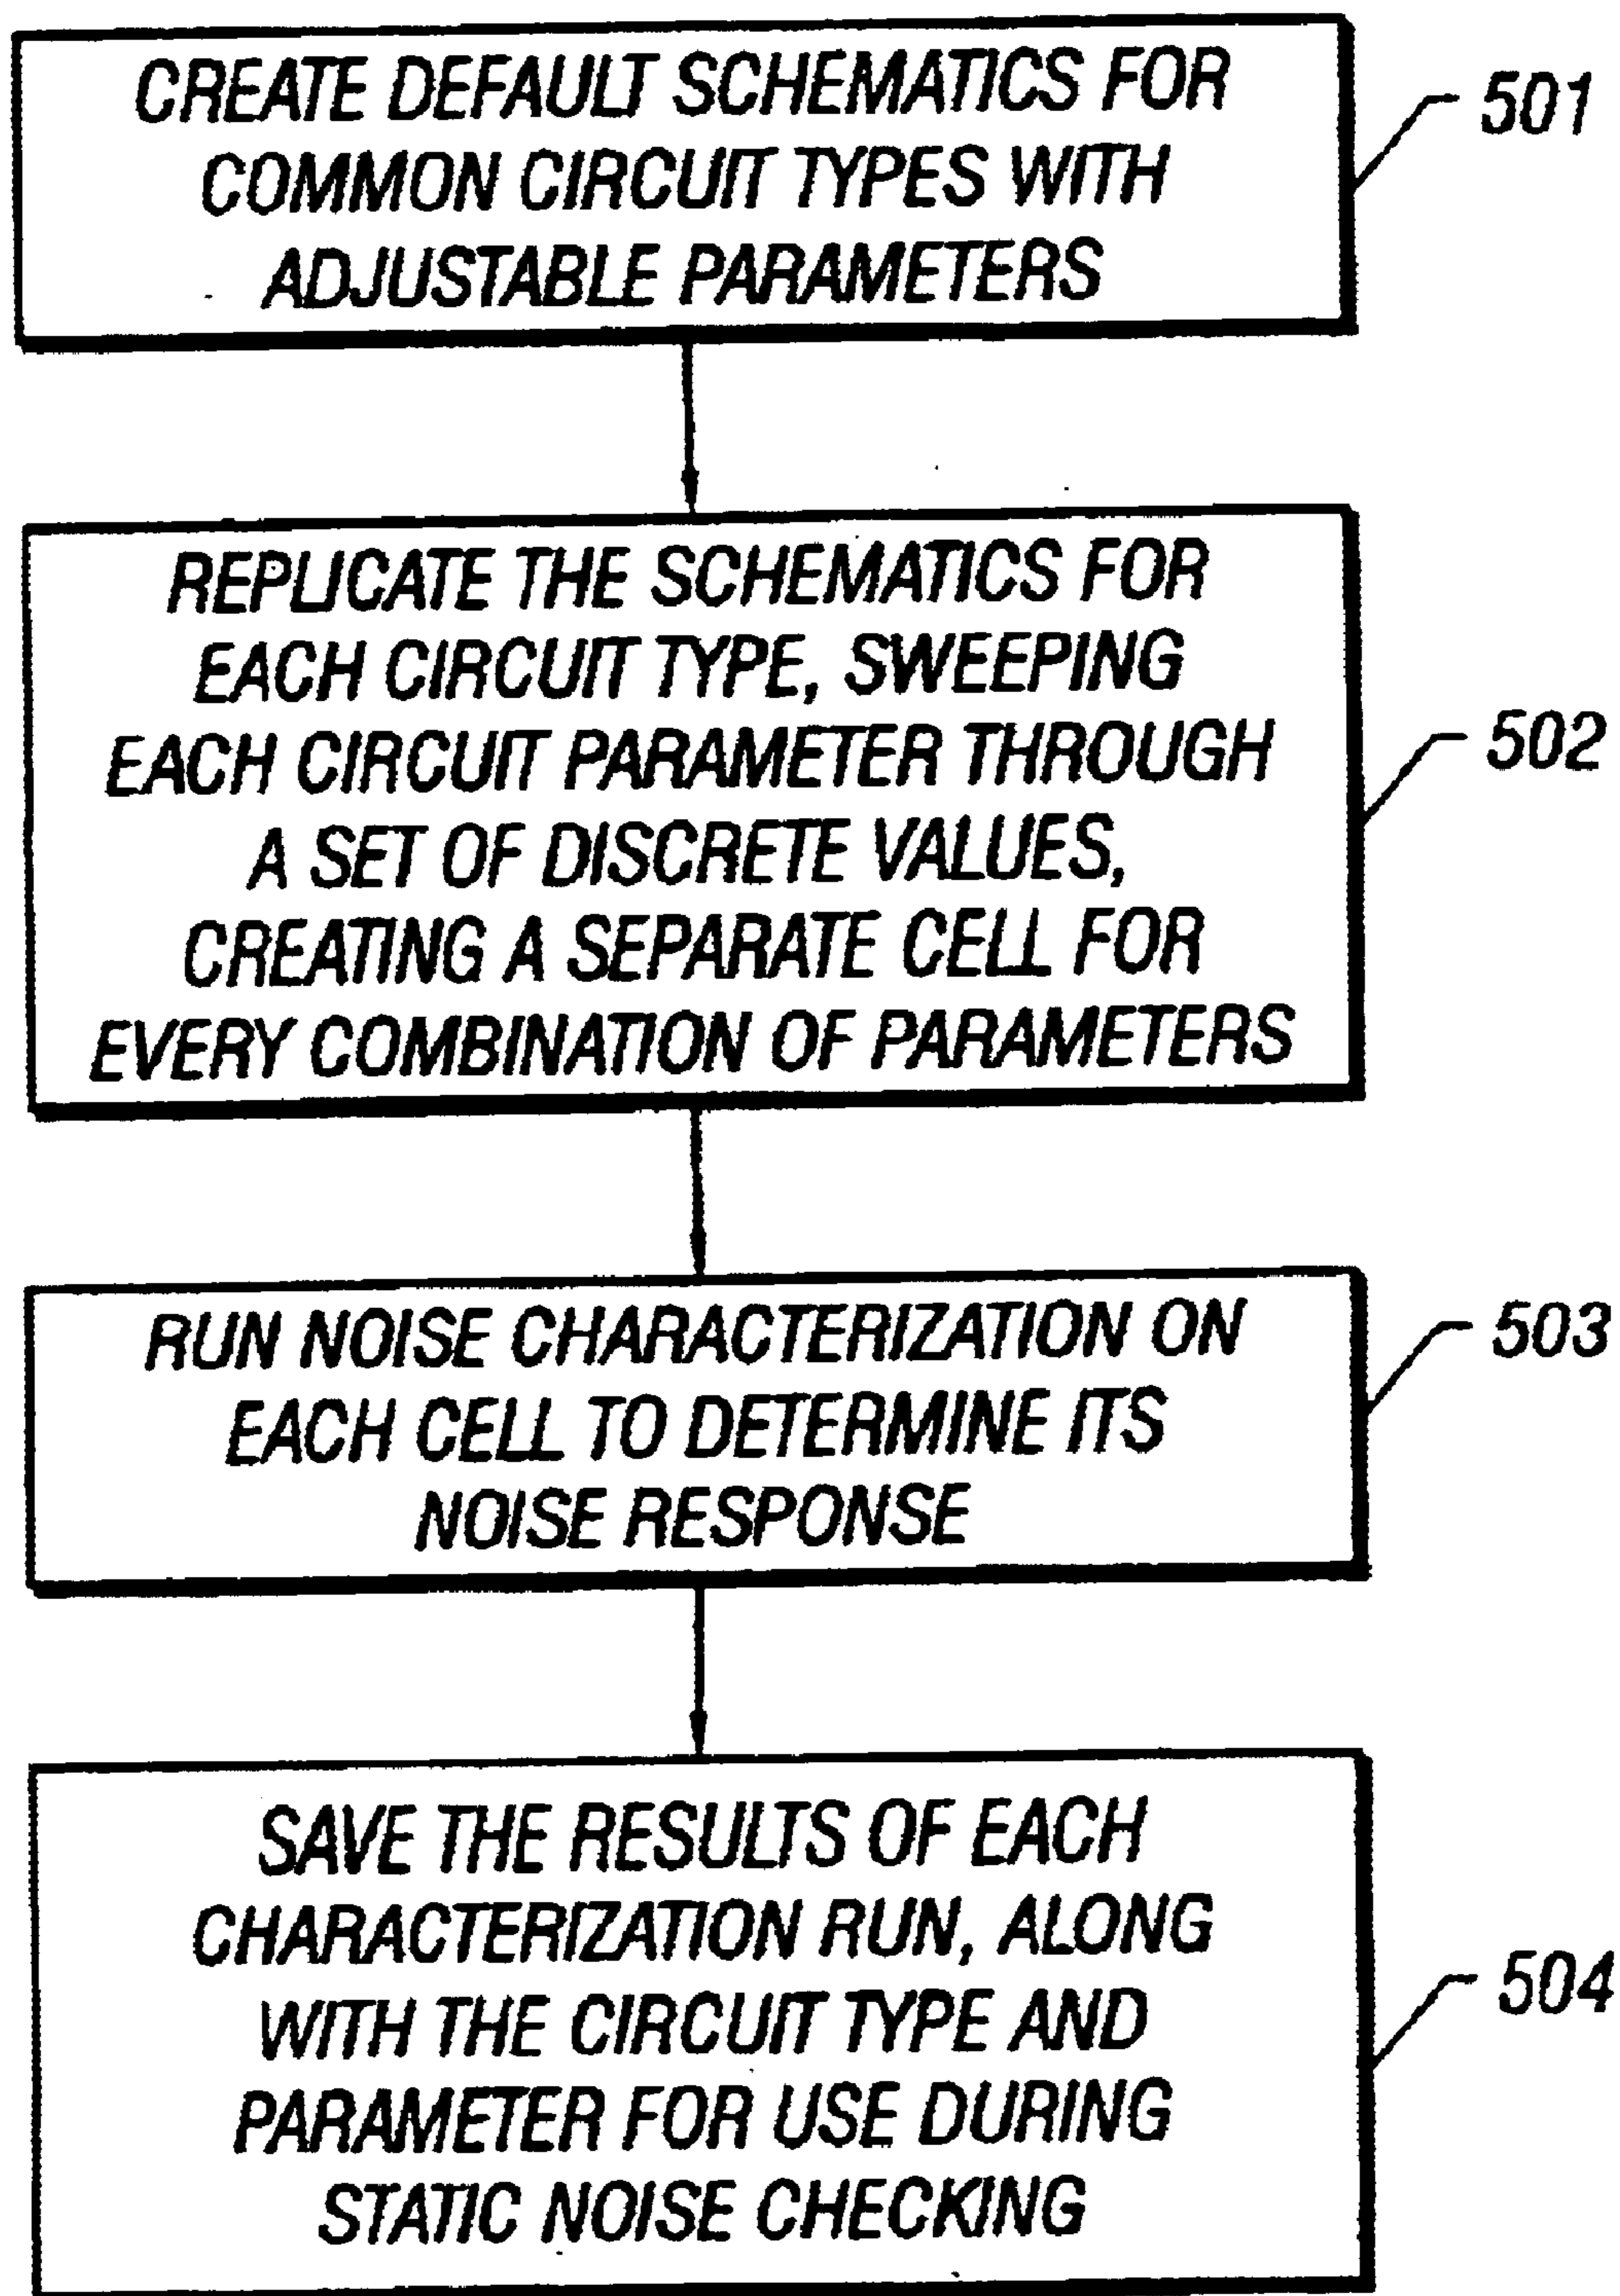 CREATE DEFAULT SCHEMATICS FOR
COMMON CIRCUIT TYPES WITH
ADJUSTABLE PARAMETERS
501
REPLICATE THE SCHEMATICS FOR
EACH CIRCUIT TYPE, SWEEPING
EACH CIRCUIT PARAMETER THROUGH
A SET OF DISCRETE VALUES,
CREATING A SEPARATE CELL FOR
EVERY COMBINATION OF PARAMETERS
502
RUN NOISE CHARACTERIZATION ON
EACH CELL TO DETERMINE ITS
NOISE RESPONSE
503
SAVE THE RESULTS OF EACH
CHARACTERIZATION RUN, ALONG
WITH THE CIRCUIT TYPE AND
PARAMETER FOR USE DURING
STATIC NOISE CHECKING
504